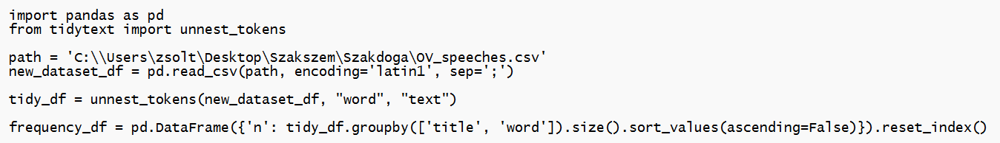 import pandas as pd
from tidytext import unnest_tokens
path = 'C:\\Users\zsolt\Desktop\Szakszem\Szakdoga\OV_speeches.csv'
new_dataset_df = pd.read_csv(path, encoding='latin1', sep=';')
tidy_df = unnest_tokens(new_dataset_df, "word", "text")
frequency_df = pd.DataFrame({'n': tidy_df.groupby(['title', 'word']).size().sort_values(ascending=False)}).reset_index()